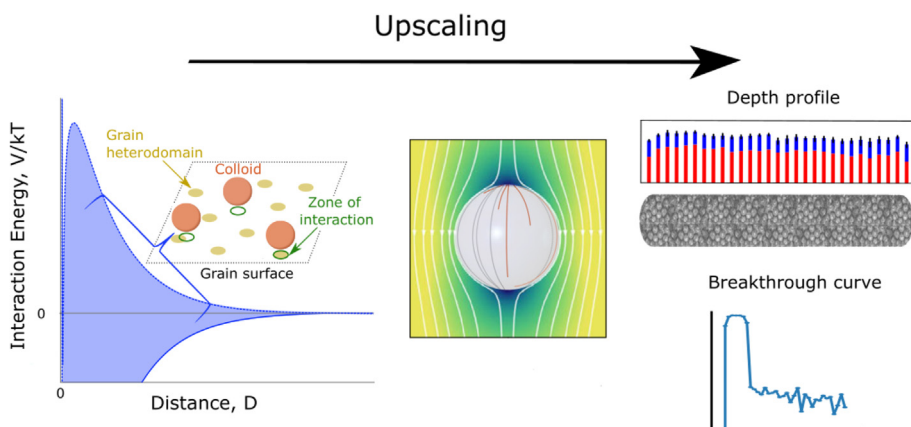 Upscaling
Interaction Energy, V/kT
0
0
Distance, D
Grain
heterodomain
Colloid
Zone of
interaction
Grain surface
Depth profile
Breakthrough curve